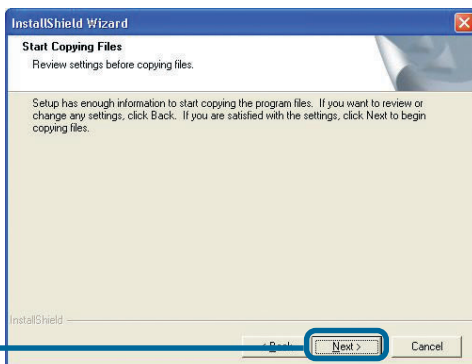 InstallShield Wizard
Start Copying Files
Review settings before copying files.
Setup has enough information to start copying the program files. If you want to review or
change any settings, click Back. If you are satisfied with the settings, click Next to begin
copying files.
InstallShield
< Back Next > Cancel